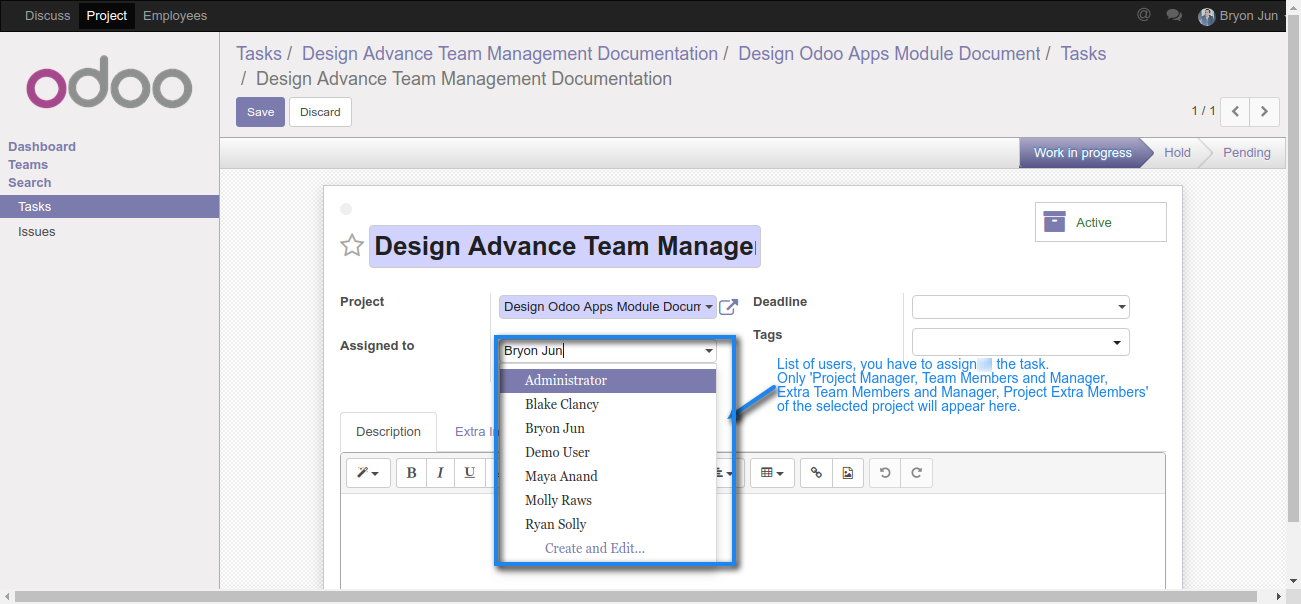 Discuss Project Employees @ Bryon Jun
odoo
Tasks / Design Advance Team Management Documentation / Design Odoo Apps Module Document / Tasks
/ Design Advance Team Management Documentation
Save Discard 1 / 1
Dashboard
Teams
Search
Tasks
Issues
Work in progress Hold Pending
Active
Design Advance Team Manage
Project Design Odoo Apps Module Docum
Deadline
Assigned to Bryon Jun
Tags
Administrator
Blake Clancy
Bryon Jun
Demo User
Maya Anand
Molly Raws
Ryan Solly
Create and Edit...
List of users, you have to assign the task.
Only 'Project Manager, Team Members and Manager,
Extra Team Members and Manager, Project Extra Members'
of the selected project will appear here.
Description Extra In
B I U